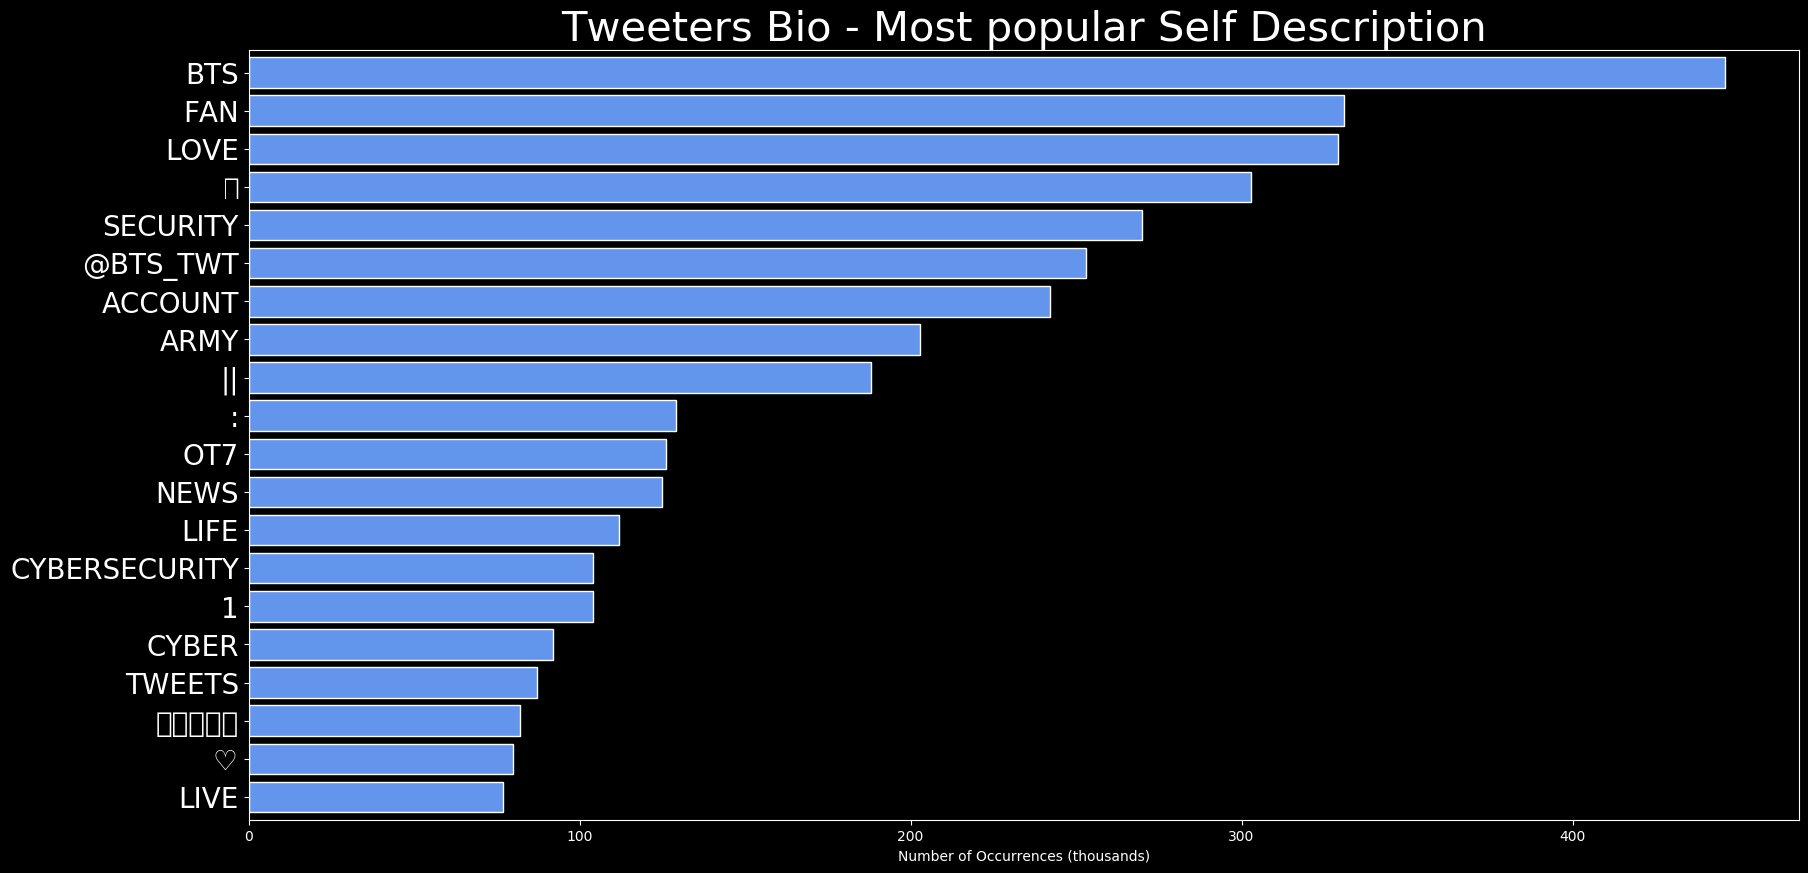 Tweeters Bio - Most popular Self Description
BTS
FAN
LOVE
SECURITY
@BTS_TWT
ACCOUNT
ARMY
||
:
OT7
NEWS
LIFE
CYBERSECURITY
1
CYBER
TWEETS
♡
LIVE
0 100 200 300 400
Number of Occurrences (thousands)